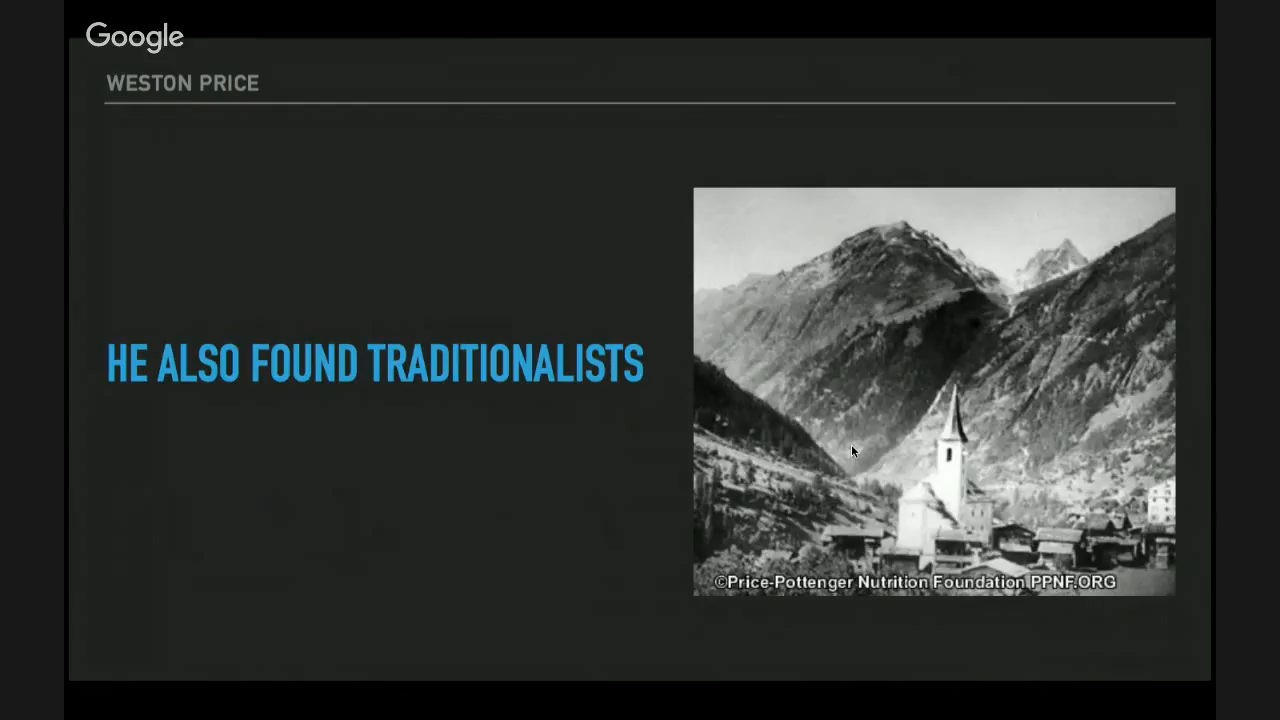 Google
WESTON PRICE
HE ALSO FOUND TRADITIONALISTS
©Price-Pottenger Nutrition Foundation PPNF.ORG